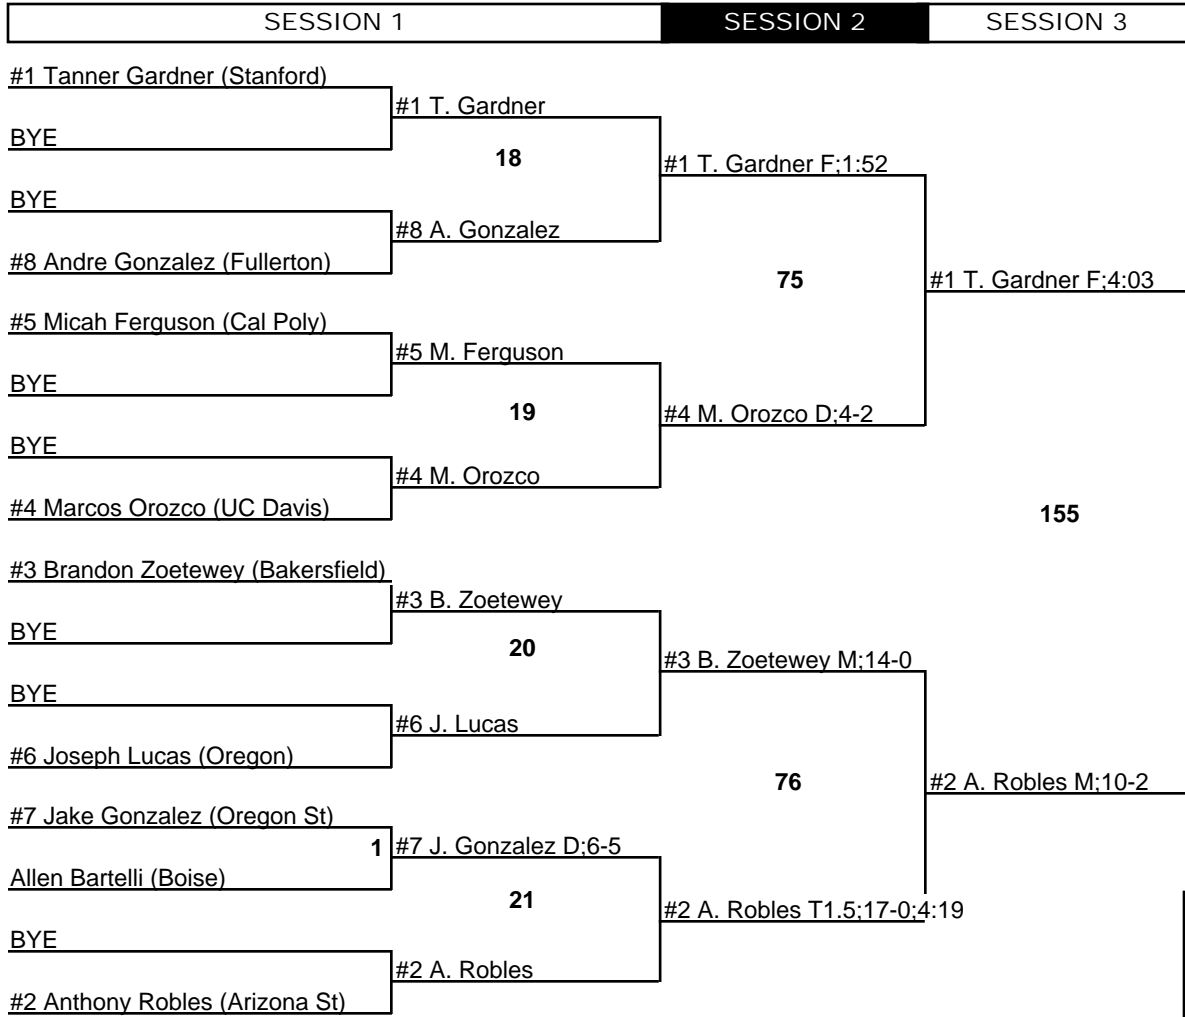 SESSION 1
SESSION 2
SESSION 3
#1 Tanner Gardner (Stanford)
#1 T. Gardner
BYE
18
#1 T. Gardner F;1:52
BYE
#8 A. Gonzalez
#8 Andre Gonzalez (Fullerton)
75
#1 T. Gardner F;4:03
#5 Micah Ferguson (Cal Poly)
#5 M. Ferguson
BYE
19
#4 M. Orozco D;4-2
BYE
#4 M. Orozco
#4 Marcos Orozco (UC Davis)
155
#3 Brandon Zoetewey (Bakersfield)
#3 B. Zoetewey
BYE
20
#3 B. Zoetewey M;14-0
BYE
#6 J. Lucas
#6 Joseph Lucas (Oregon)
76
#2 A. Robles M;10-2
#7 Jake Gonzalez (Oregon St)
1
#7 J. Gonzalez D;6-5
Allen Bartelli (Boise)
21
#2 A. Robles T1.5;17-0;4:19
BYE
#2 A. Robles
#2 Anthony Robles (Arizona St)